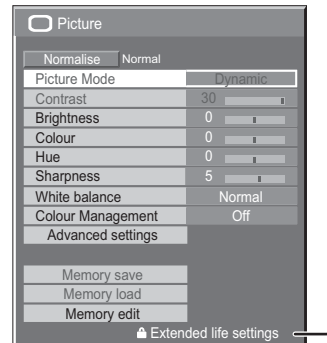 Picture
Normalise Normal
Picture Mode Dynamic
Contrast 30
Brightness 0
Colour 0
Hue 0
Sharpness 5
White balance Normal
Colour Management Off
Advanced settings
Memory save
Memory load
Memory edit
Extended life settings